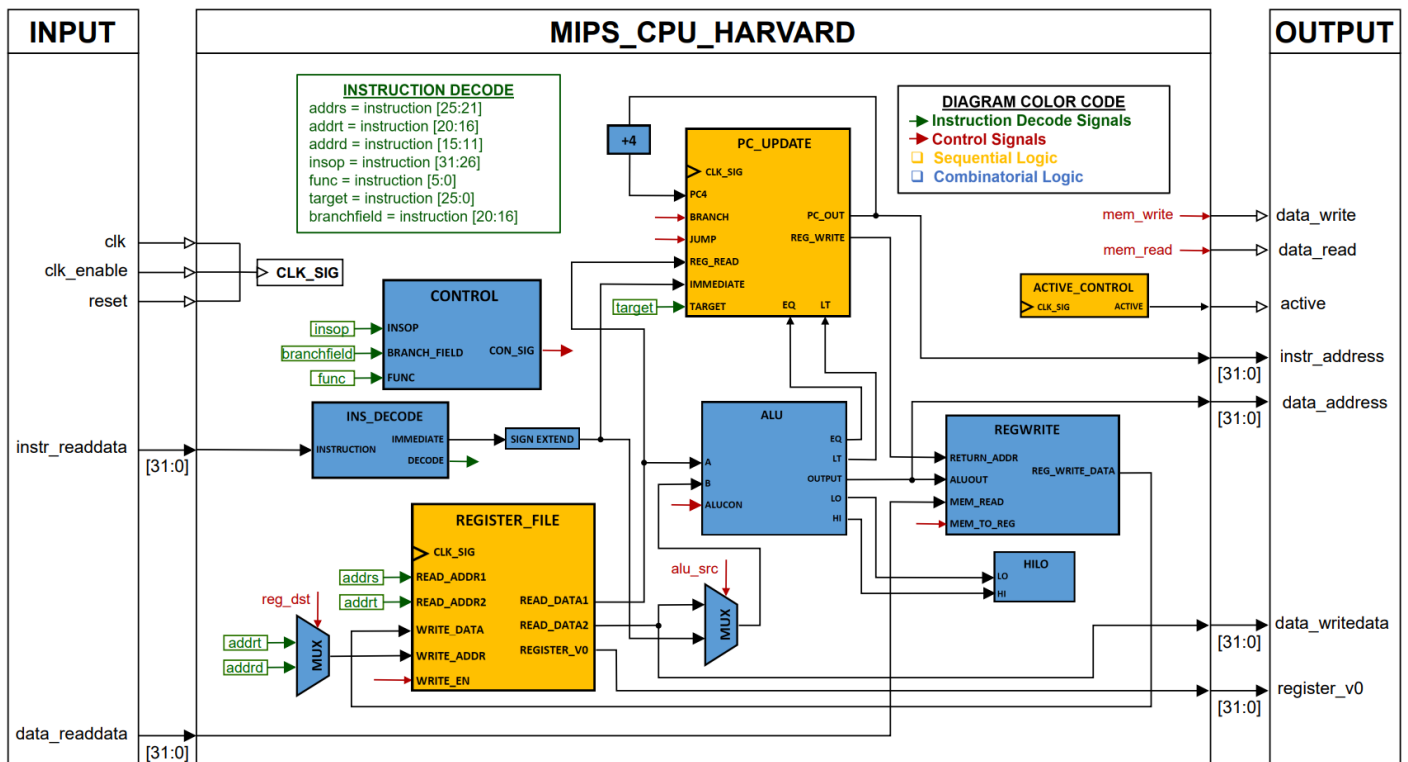 INPUT
MIPS_CPU_HARVARD
OUTPUT
INSTRUCTION DECODE
addrs = instruction [25:21]
addrt = instruction [20:16]
addrd = instruction [15:11]
insop = instruction [31:26]
func = instruction [5:0]
target = instruction [25:0]
branchfield = instruction [20:16]
DIAGRAM COLOR CODE
Instruction Decode Signals
Control Signals
Sequential Logic
Combinatorial Logic
+4
PC_UPDATE
CLK_SIG
PC4
BRANCH
JUMP
REG_READ
IMMEDIATE
TARGET
PC_OUT
REG_WRITE
EQ
LT
target
clk
clk_enable
reset
CLK_SIG
mem_write
data_write
mem_read
data_read
ACTIVE_CONTROL
CLK_SIG
ACTIVE
active
instr_address
[31:0]
data_address
[31:0]
CONTROL
insop
INSOP
branchfield
BRANCH_FIELD
CON_SIG
func
FUNC
instr_readdata
[31:0]
INS_DECODE
INSTRUCTION
IMMEDIATE
DECODE
SIGN EXTEND
ALU
A
B
ALUCON
EQ
LT
OUTPUT
LO
HI
REGWRITE
RETURN_ADDR
ALUOUT
MEM_READ
MEM_TO_REG
REG_WRITE_DATA
HILO
LO
HI
REGISTER_FILE
CLK_SIG
addrs
READ_ADDR1
addrt
READ_ADDR2
WRITE_DATA
WRITE_ADDR
WRITE_EN
READ_DATA1
READ_DATA2
REGISTER_V0
reg_dst
addrt
addrd
MUX
alu_src
MUX
data_writedata
[31:0]
register_v0
[31:0]
data_readdata
[31:0]